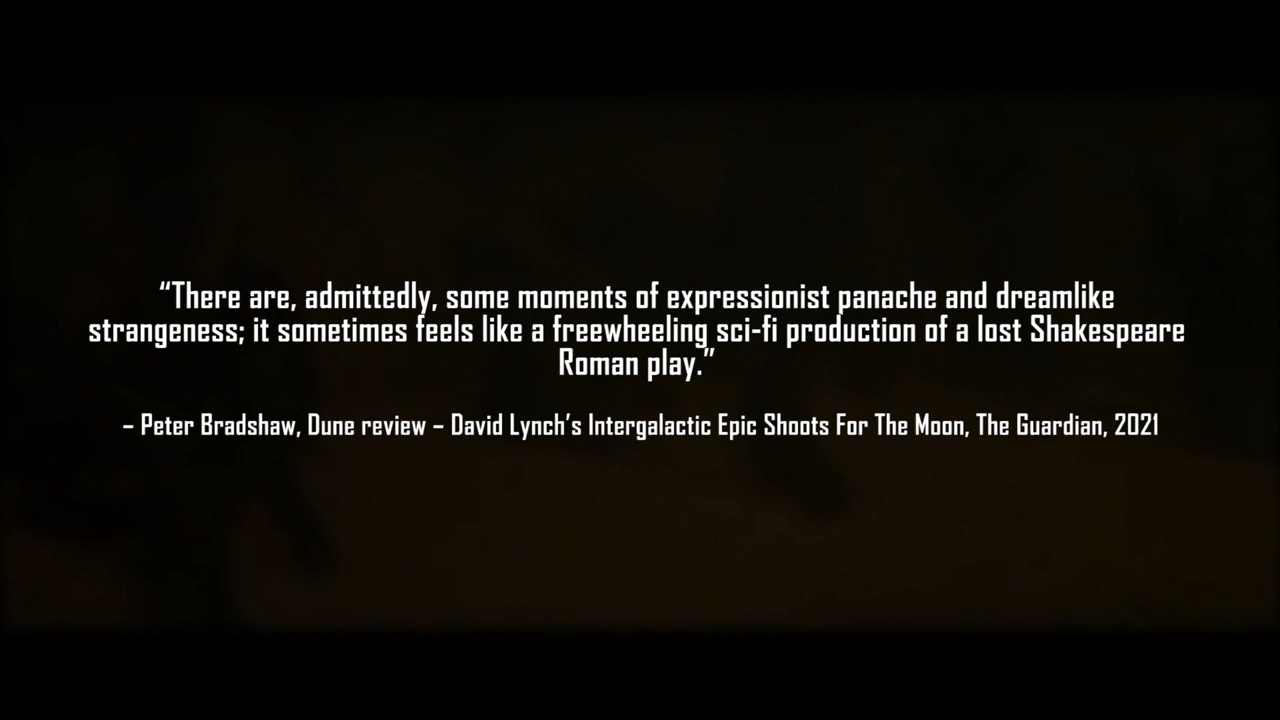 “There are, admittedly, some moments of expressionist panache and dreamlike
strangeness; it sometimes feels like a freewheeling sci-fi production of a lost Shakespeare
Roman play.”
– Peter Bradshaw, Dune review – David Lynch’s Intergalactic Epic Shoots For The Moon, The Guardian, 2021